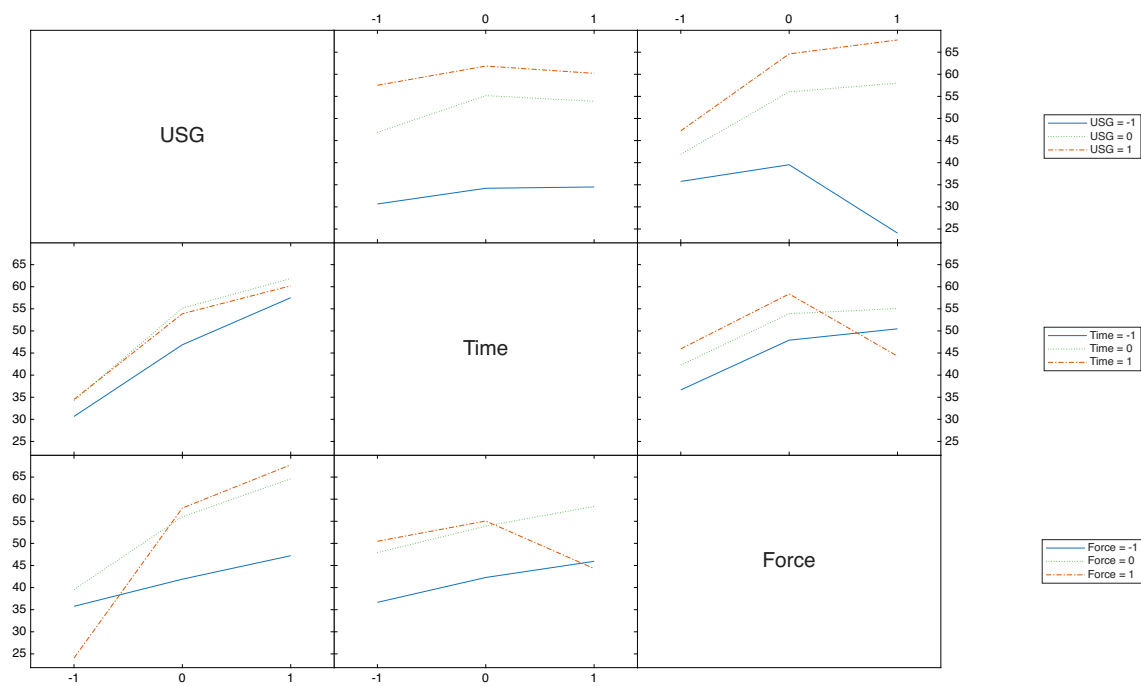 -1 0 1 -1 0 1
USG
65
60
55
50
45
40
35
30
25
USG = -1
USG = 0
USG = 1
65
60
55
50
45
40
35
30
25
Time
65
60
55
50
45
40
35
30
25
Time = -1
Time = 0
Time = 1
65
60
55
50
45
40
35
30
25
Force
Force = -1
Force = 0
Force = 1
-1 0 1 -1 0 1